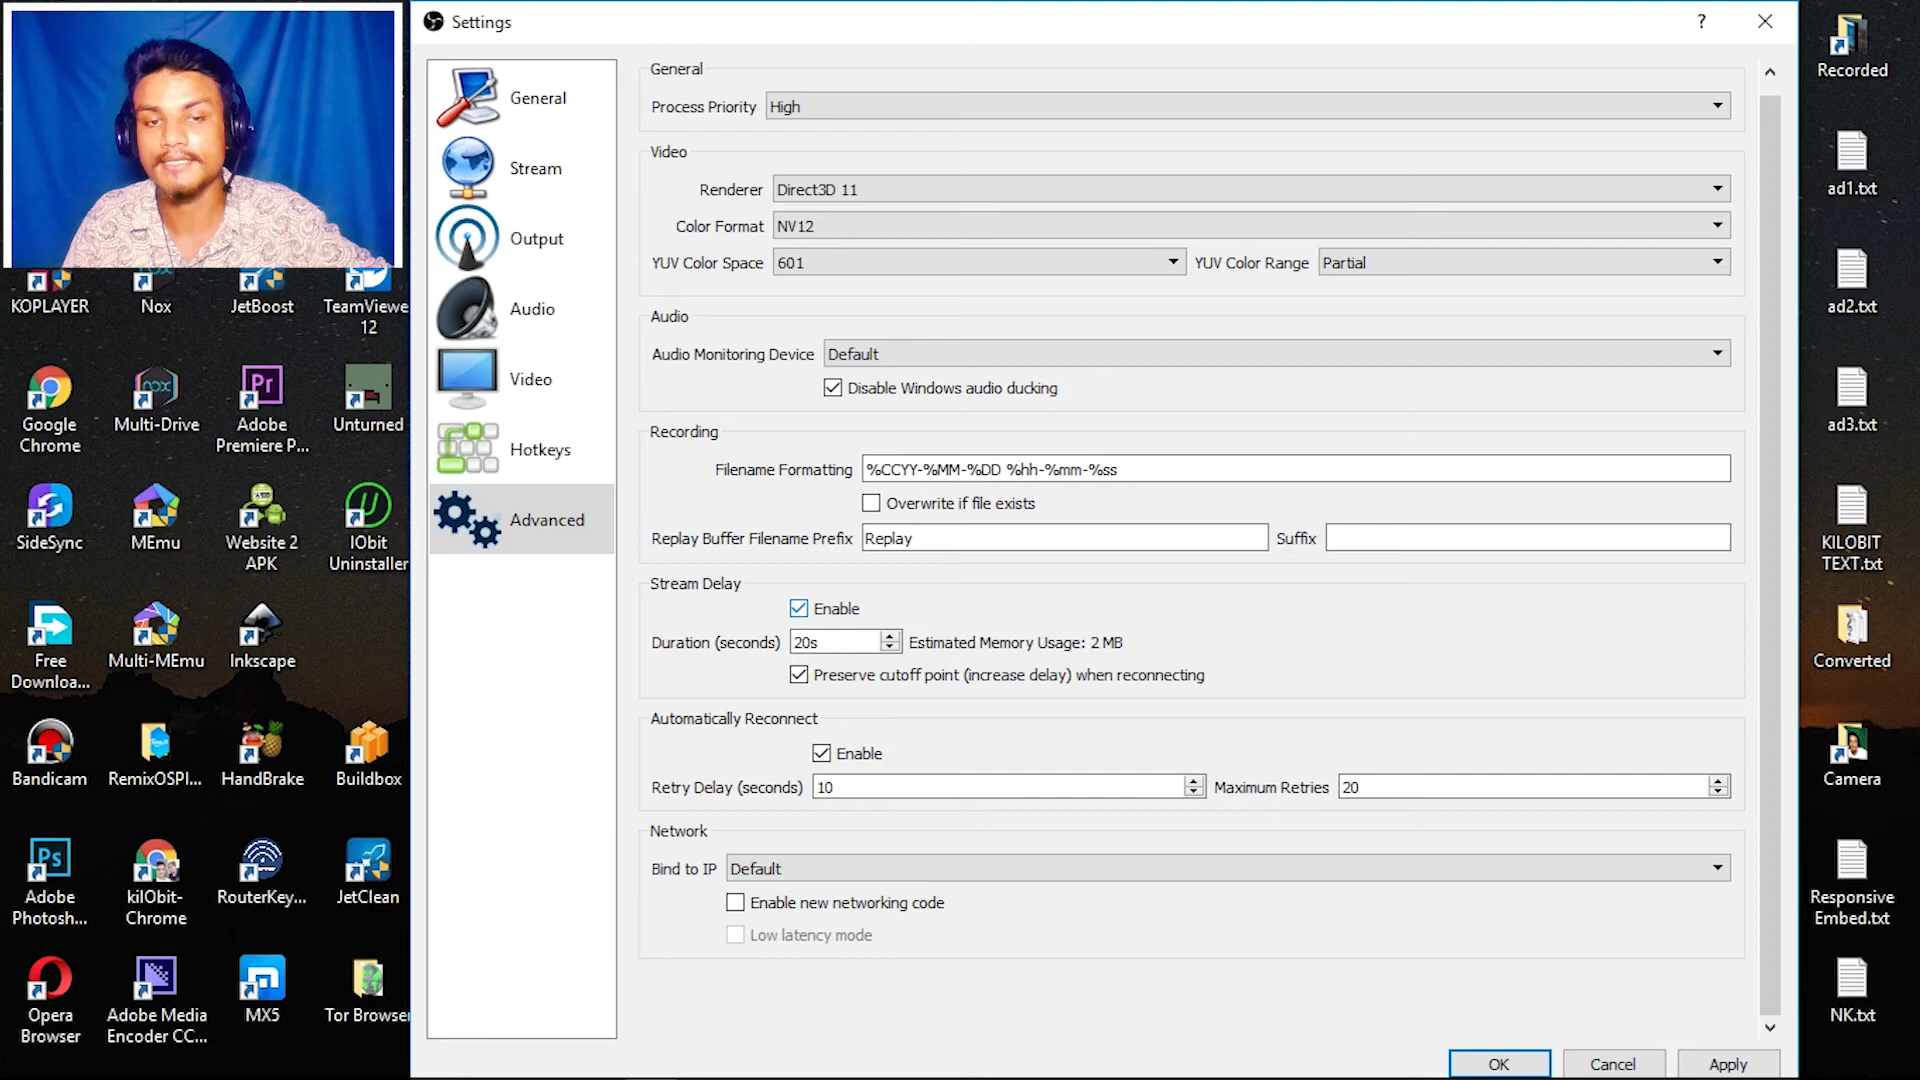 Settings
?
General
Stream
Output
Audio
Video
Hotkeys
Advanced
General
Process Priority High
Video
Renderer Direct3D 11
Color Format NV12
YUV Color Space 601 YUV Color Range Partial
Audio
Audio Monitoring Device Default
Disable Windows audio ducking
Recording
Filename Formatting %CCYY-%MM-%DD %hh-%mm-%ss
Overwrite if file exists
Replay Buffer Filename Prefix Replay Suffix
Stream Delay
Enable
Duration (seconds) 20s Estimated Memory Usage: 2 MB
Preserve cutoff point (increase delay) when reconnecting
Automatically Reconnect
Enable
Retry Delay (seconds) 10 Maximum Retries 20
Network
Bind to IP Default
Enable new networking code
Low latency mode
OK Cancel Apply
KOPLAYER Nox JetBoost TeamViewe
12
Google Multi-Drive Adobe Unturned
Chrome Premiere P...
SideSync MEmu Website 2 IObit
APK Uninstaller
Free Multi-MEmu Inkscape
Downloa...
Bandicam RemixOSPI... HandBrake Buildbox
Adobe kilObit- RouterKey... JetClean
Photosh... Chrome
Opera Adobe Media MX5 Tor Browser
Browser Encoder CC...
Pr
nox
Ps
Recorded
ad1.txt
ad2.txt
ad3.txt
KILOBIT
TEXT.txt
Converted
Camera
Responsive
Embed.txt
NK.txt